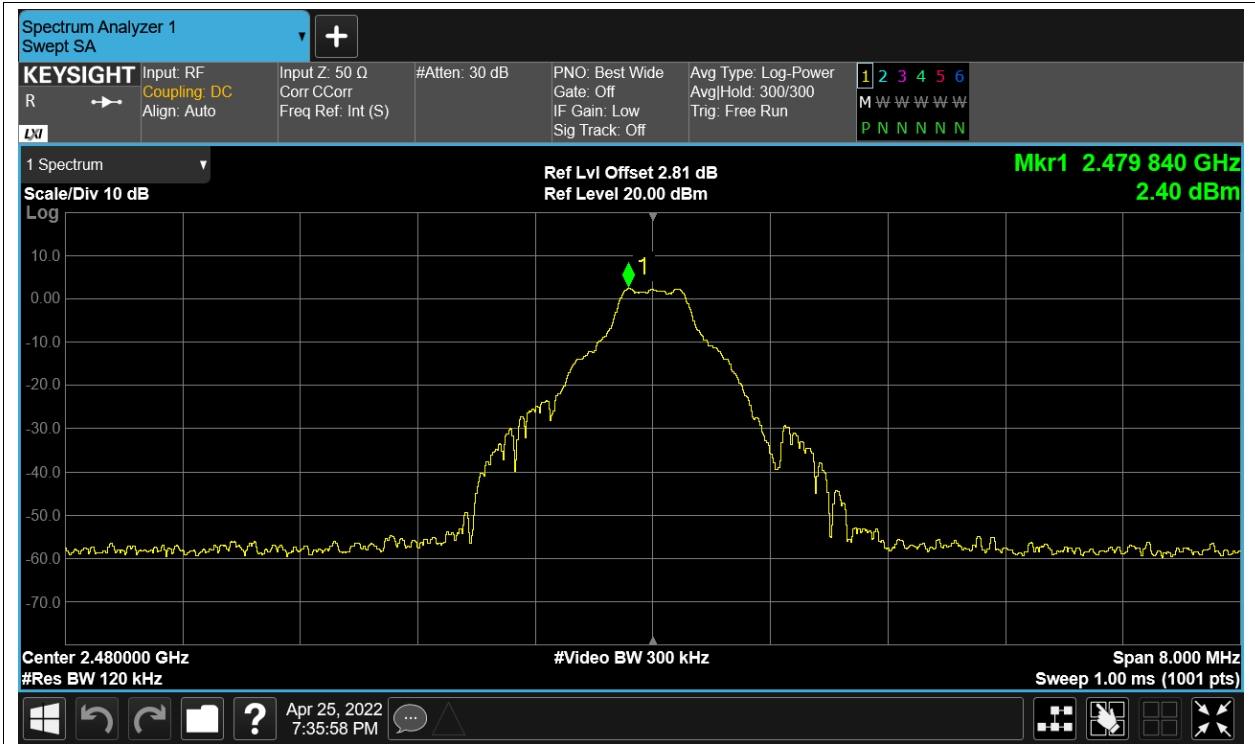 Spectrum Analyzer 1
Swept SA
KEYSIGHT
R
LXI
Input: RF
Coupling: DC
Align: Auto
Input Z: 50 Ω
Corr CCorr
Freq Ref: Int (S)
#Atten: 30 dB
PNO: Best Wide
Gate: Off
IF Gain: Low
Sig Track: Off
Avg Type: Log-Power
Avg|Hold: 300/300
Trig: Free Run
1 2 3 4 5 6
M W W W W W
P N N N N N
1 Spectrum
Scale/Div 10 dB
Log
Ref Lvl Offset 2.81 dB
Ref Level 20.00 dBm
Mkr1 2.479 840 GHz
2.40 dBm
1
10.0
0.00
-10.0
-20.0
-30.0
-40.0
-50.0
-60.0
-70.0
Center 2.480000 GHz
#Video BW 300 kHz
Span 8.000 MHz
#Res BW 120 kHz
Sweep 1.00 ms (1001 pts)
?
Apr 25, 2022
7:35:58 PM